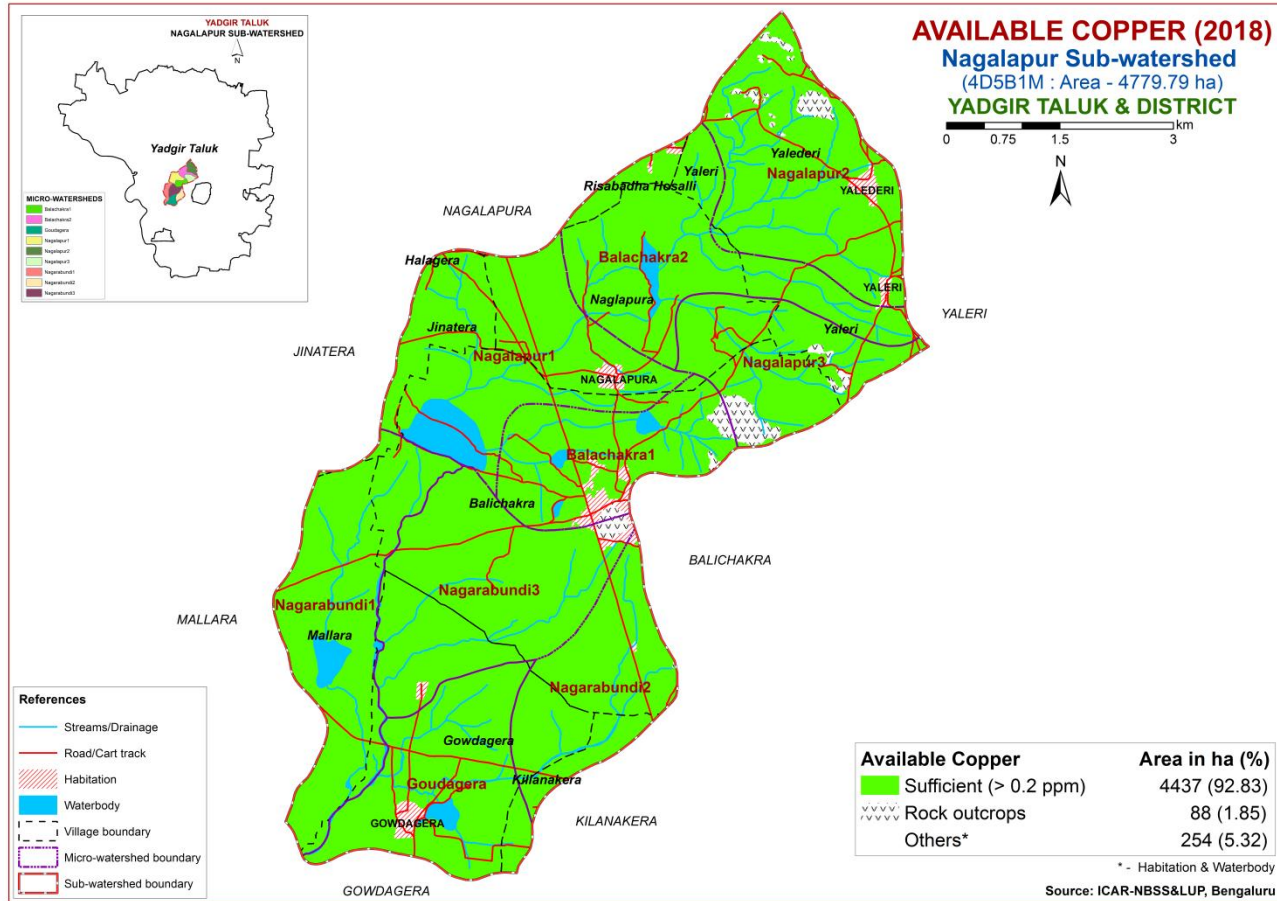 YADGIR TALUK
NAGALAPUR SUB-WATERSHED
N
Yadgir Taluk
MICRO-WATERSHEDS
Balachakra1
Balachakra2
Goudagera
Nagalapur1
Nagalapur2
Nagalapur3
Nagarabundi1
Nagarabundi2
Nagarabundi3
AVAILABLE COPPER (2018)
Nagalapur Sub-watershed
(4D5B1M : Area - 4779.79 ha)
YADGIR TALUK & DISTRICT
km
0 0.75 1.5 3
N
Yalederi
Yaleri
Nagalapur2
Risabadha Hosalli
YALEDERI
NAGALAPURA
Halagera
Balachakra2
YALERI
Naglapura
YALERI
Jinatera
Yaleri
JINATERA
Nagalapur1
Nagalapur3
NAGALAPURA
Balachakra1
Balichakra
BALICHAKRA
Nagarabundi3
Nagarabundi1
MALLARA
Mallara
Nagarabundi2
Gowdagera
Killanakera
Goudagera
GOWDAGERA
KILANAKERA
GOWDAGERA
References
Streams/Drainage
Road/Cart track
Habitation
Waterbody
Village boundary
Micro-watershed boundary
Sub-watershed boundary
Available Copper Area in ha (%)
Sufficient (> 0.2 ppm) 4437 (92.83)
Rock outcrops 88 (1.85)
Others* 254 (5.32)
* - Habitation & Waterbody
Source: ICAR-NBSS&LUP, Bengaluru